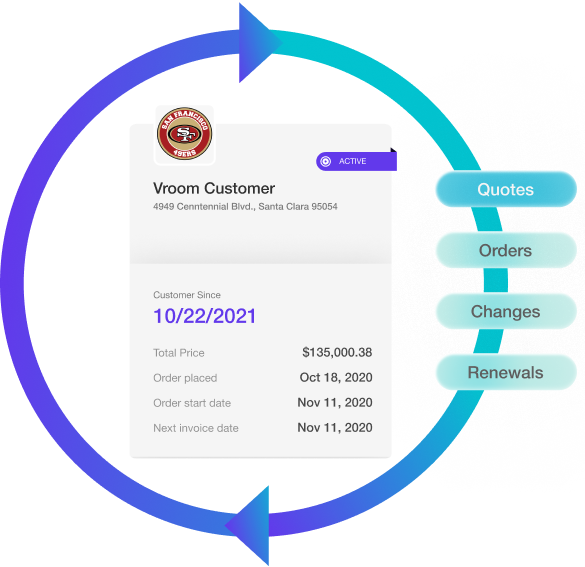 SAN FRANCISCO
SF
49ERS
ACTIVE
Vroom Customer
4949 Cenntennial Blvd., Santa Clara 95054
Customer Since
10/22/2021
Total Price $135,000.38
Order placed Oct 18, 2020
Order start date Nov 11, 2020
Next invoice date Nov 11, 2020
Quotes
Orders
Changes
Renewals